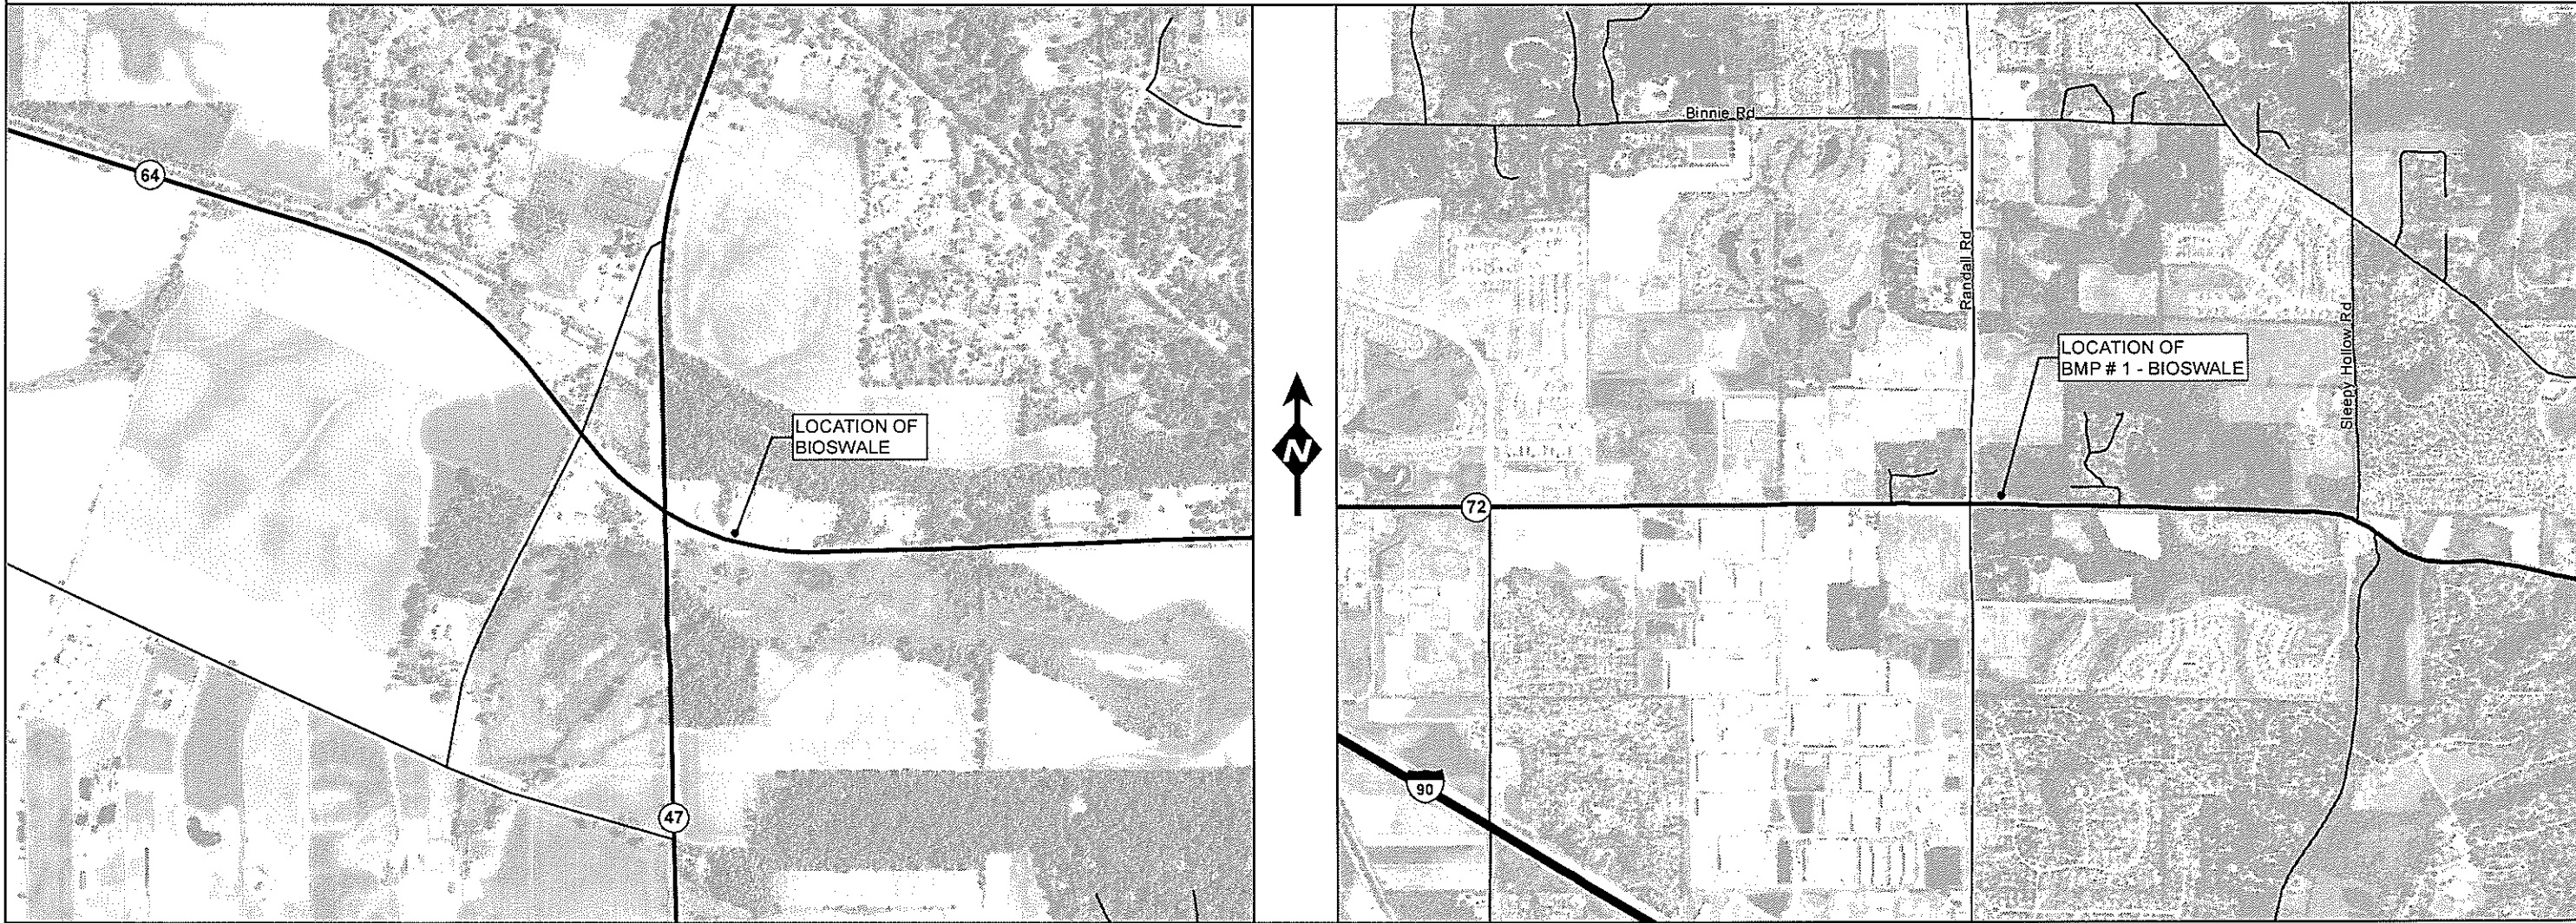 64
LOCATION OF
BIOSWALE
47
N
Binnie Rd
Randall Rd
Sleepy Hollow Rd
LOCATION OF
BMP # 1 - BIOSWALE
72
90